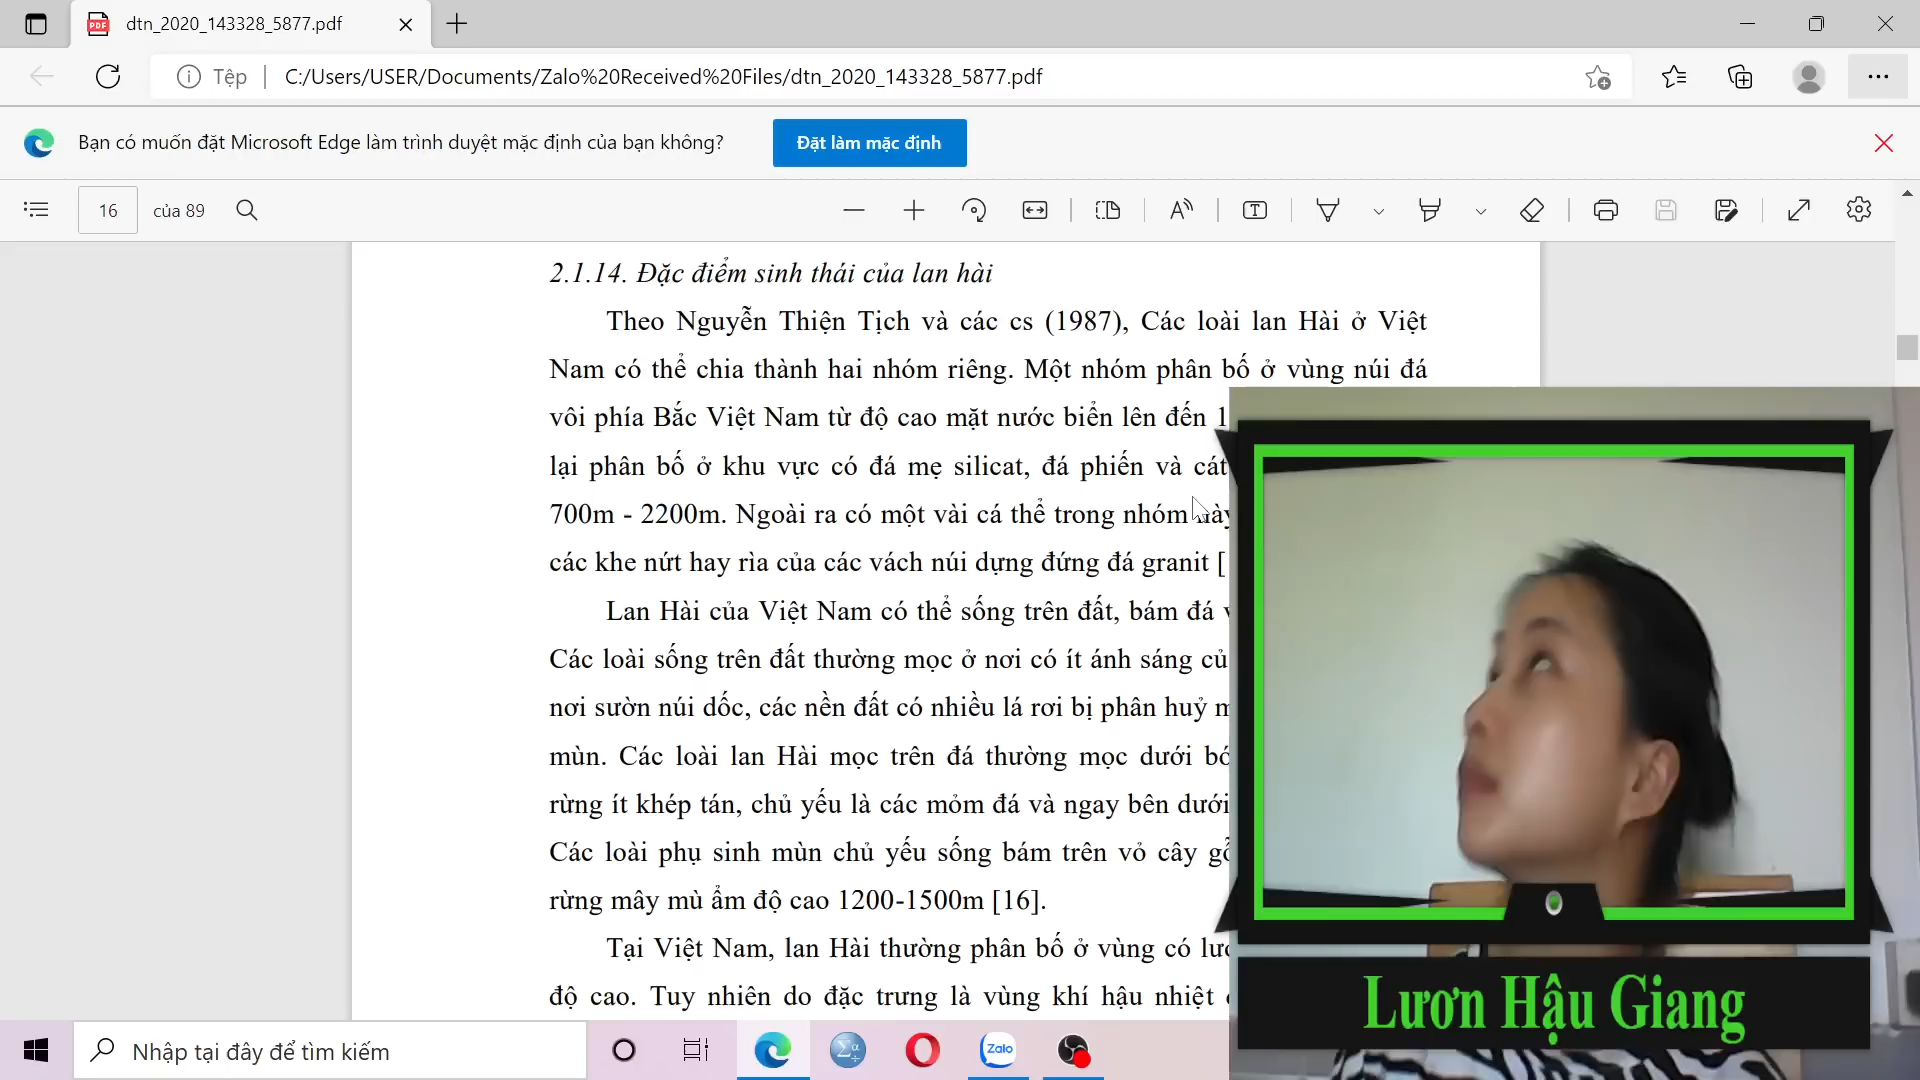 dtn_2020_143328_5877.pdf
Tệp
C:/Users/USER/Documents/Zalo%20Received%20Files/dtn_2020_143328_5877.pdf
Bạn có muốn đặt Microsoft Edge làm trình duyệt mặc định của bạn không?
Đặt làm mặc định
16 của 89
2.1.14. Đặc điểm sinh thái của lan hài
Theo Nguyễn Thiện Tịch và các cs (1987), Các loài lan Hài ở Việt
Nam có thể chia thành hai nhóm riêng. Một nhóm phân bố ở vùng núi đá
vôi phía Bắc Việt Nam từ độ cao mặt nước biển lên đến 1
lại phân bố ở khu vực có đá mẹ silicat, đá phiến và cát
700m - 2200m. Ngoài ra có một vài cá thể trong nhóm này
các khe nứt hay rìa của các vách núi dựng đứng đá granit [
Lan Hài của Việt Nam có thể sống trên đất, bám đá
Các loài sống trên đất thường mọc ở nơi có ít ánh sáng
nơi sườn núi dốc, các nền đất có nhiều lá rơi bị phân huỷ
mùn. Các loài lan Hài mọc trên đá thường mọc dưới
rừng ít khép tán, chủ yếu là các mỏm đá và ngay bên dưới
Các loài phụ sinh mùn chủ yếu sống bám trên vỏ cây
rừng mây mù ẩm độ cao 1200-1500m [16].
Tại Việt Nam, lan Hài thường phân bố ở vùng có
độ cao. Tuy nhiên do đặc trưng là vùng khí hậu nhiệt
Lươn Hậu Giang
Nhập tại đây để tìm kiếm
Zalo